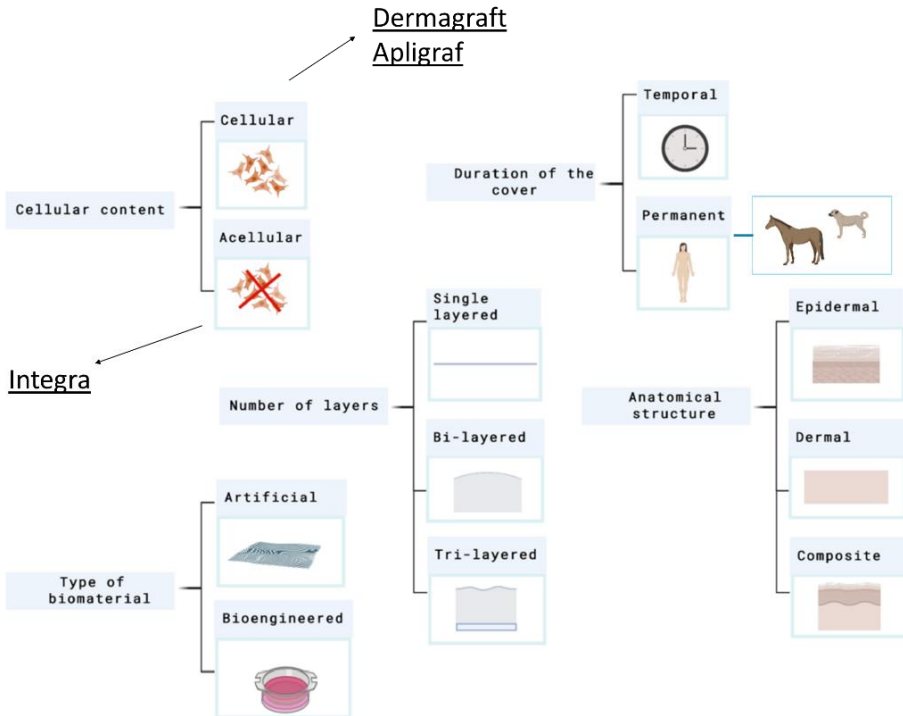 Dermagraft
Apligraf
Cellular
Cellular content
Acellular
Integra
Temporal
Duration of the
cover
Permanent
Single
layered
Number of layers
Bi-layered
Tri-layered
Epidermal
Anatomical
structure
Dermal
Composite
Artificial
Type of
biomaterial
Bioengineered